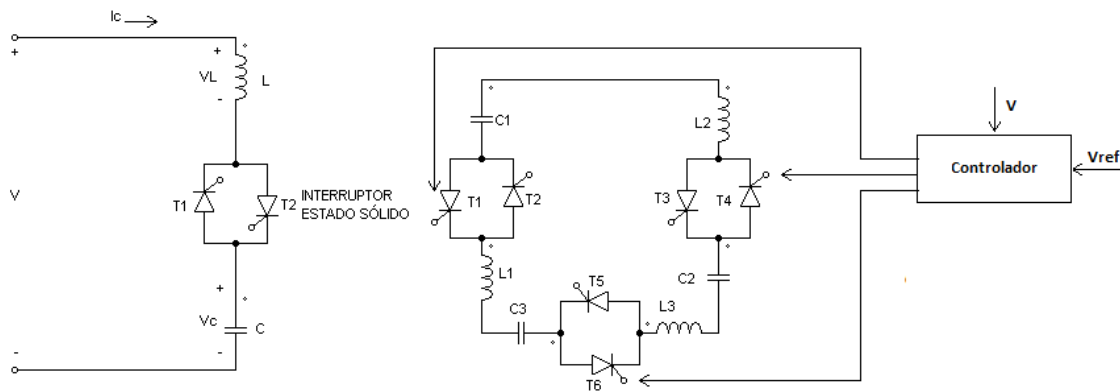 Ic
+
+
VL
L
-
V
T1
T2
INTERRUPTOR
ESTADO SÓLIDO
+
Vc
C
-
-
C1
L2
T1
T2
T3
T4
L1
C2
C3
T5
L3
T6
V
Vref
Controlador